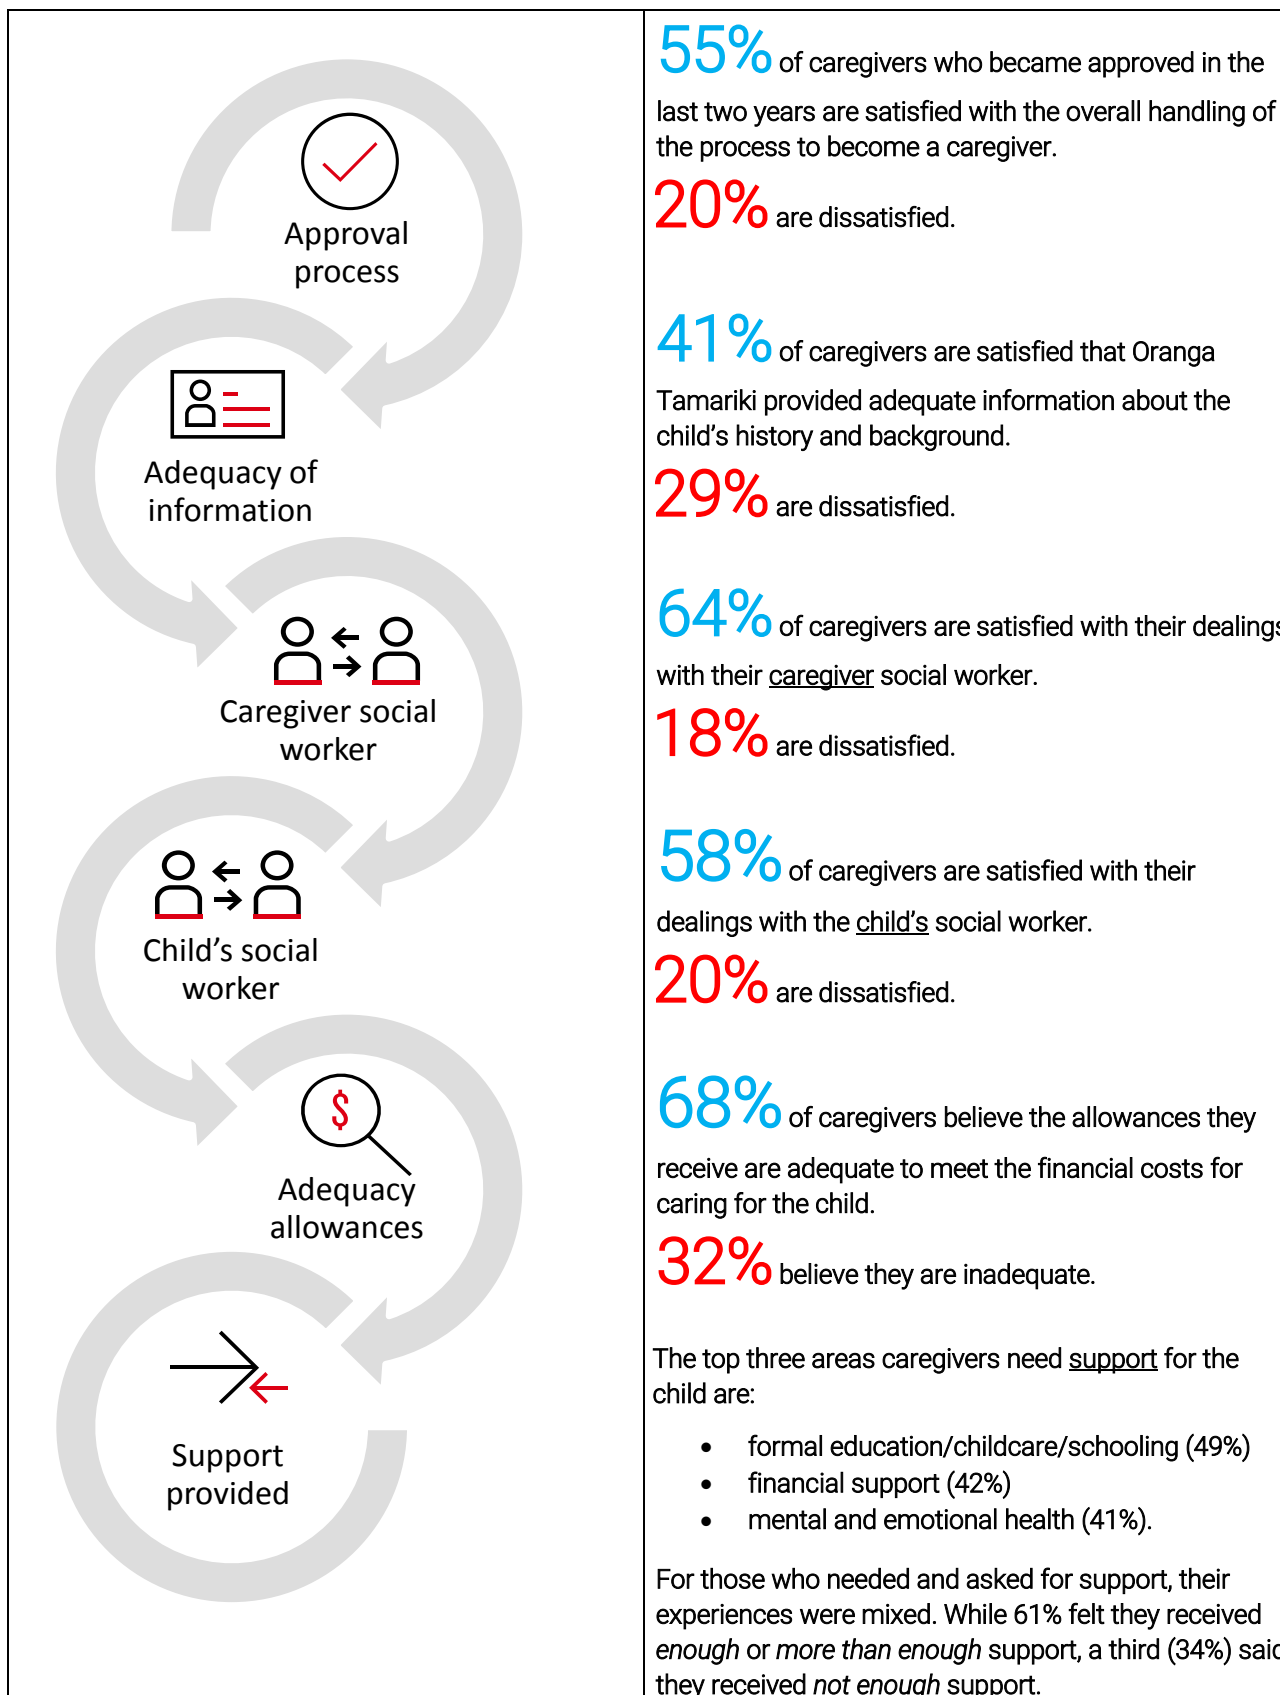 Approval
process
55% of caregivers who became approved in the
last two years are satisfied with the overall handling of
the process to become a caregiver.
20% are dissatisfied.
Adequacy of
information
41% of caregivers are satisfied that Oranga
Tamariki provided adequate information about the
child’s history and background.
29% are dissatisfied.
Caregiver social
worker
64% of caregivers are satisfied with their dealings
with their caregiver social worker.
18% are dissatisfied.
Child’s social
worker
58% of caregivers are satisfied with their
dealings with the child’s social worker.
20% are dissatisfied.
$
Adequacy
allowances
68% of caregivers believe the allowances they
receive are adequate to meet the financial costs for
caring for the child.
32% believe they are inadequate.
Support
provided
The top three areas caregivers need support for the
child are:
• formal education/childcare/schooling (49%)
• financial support (42%)
• mental and emotional health (41%).
For those who needed and asked for support, their
experiences were mixed. While 61% felt they received
enough or more than enough support, a third (34%) said
they received not enough support.